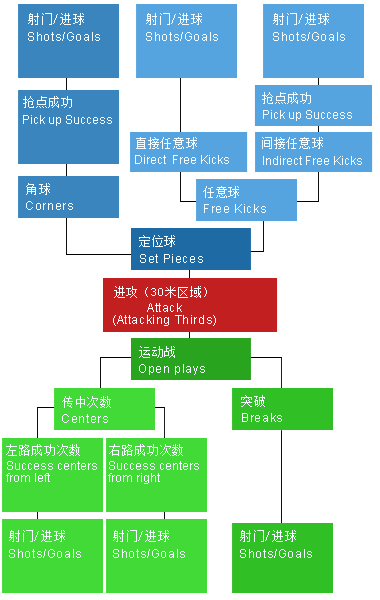 射门/进球
Shots/Goals
射门/进球
Shots/Goals
射门/进球
Shots/Goals
抢点成功
Pick up Success
抢点成功
Pick up Success
直接任意球
Direct Free Kicks
间接任意球
Indirect Free Kicks
角球
Corners
任意球
Free Kicks
定位球
Set Pieces
进攻（30米区域）
Attack
(Attacking Thirds)
运动战
Open plays
传中次数
Centers
突破
Breaks
左路成功次数
Success centers
from left
右路成功次数
Success centers
from right
射门/进球
Shots/Goals
射门/进球
Shots/Goals
射门/进球
Shots/Goals